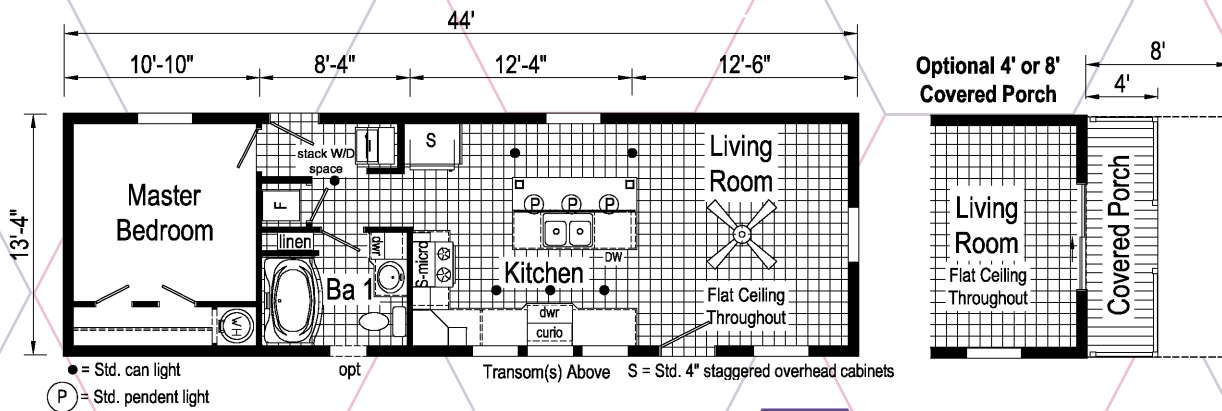 44'
10'-10"
8'-4"
12'-4"
12'-6"
13'-4"
Optional 4' or 8'
Covered Porch
8'
4'
stack W/D
space
S
Living
Room
Master
Bedroom
F
P
P
P
linen
dwr
S-micro
DW
Kitchen
Ba 1
Flat Ceiling
Throughout
WH
dwr
curio
Living
Room
Flat Ceiling
Throughout
Covered Porch
● = Std. can light
opt
Transom(s) Above
S = Std. 4" staggered overhead cabinets
P = Std. pendent light